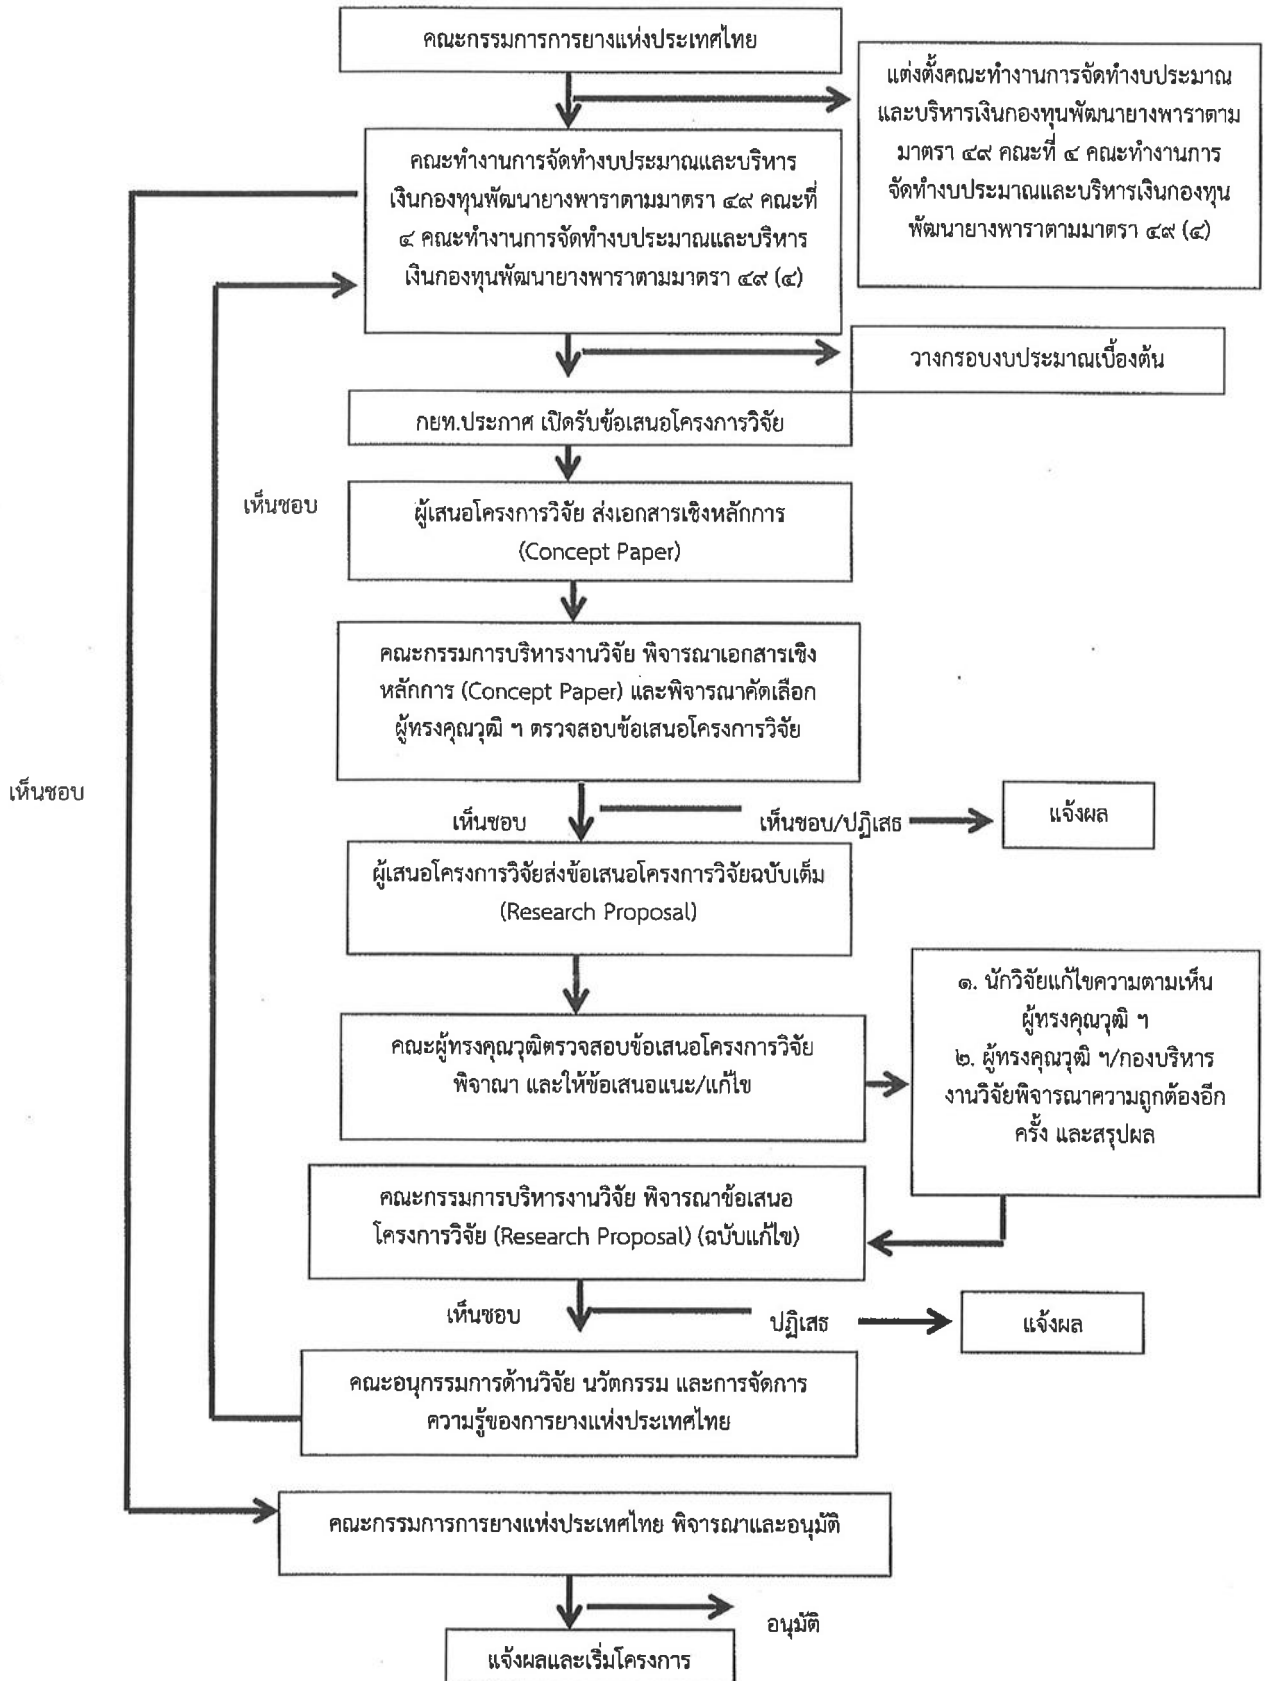 คณะกรรมการการยางแห่งประเทศไทย
แต่งตั้งคณะทำงานการจัดทำงบประมาณ
และบริหารเงินกองทุนพัฒนายางพาราตาม
มาตรา ๔๙ คณะที่ ๔ คณะทำงานการ
จัดทำงบประมาณและบริหารเงินกองทุน
พัฒนายางพาราตามมาตรา ๔๙ (๔)
คณะทำงานการจัดทำงบประมาณและบริหาร
เงินกองทุนพัฒนายางพาราตามมาตรา ๔๙ คณะที่
๔ คณะทำงานการจัดทำงบประมาณและบริหาร
เงินกองทุนพัฒนายางพาราตามมาตรา ๔๙ (๔)
วางกรอบงบประมาณเบื้องต้น
กยท.ประกาศ เปิดรับข้อเสนอโครงการวิจัย
เห็นชอบ
ผู้เสนอโครงการวิจัย ส่งเอกสารเชิงหลักการ
(Concept Paper)
คณะกรรมการบริหารงานวิจัย พิจารณาเอกสารเชิง
หลักการ (Concept Paper) และพิจารณาคัดเลือก
ผู้ทรงคุณวุฒิ ฯ ตรวจสอบข้อเสนอโครงการวิจัย
เห็นชอบ
เห็นชอบ
เห็นชอบ/ปฏิเสธ
แจ้งผล
ผู้เสนอโครงการวิจัยส่งข้อเสนอโครงการวิจัยฉบับเต็ม
(Research Proposal)
คณะผู้ทรงคุณวุฒิตรวจสอบข้อเสนอโครงการวิจัย
พิจาณา และให้ข้อเสนอแนะ/แก้ไข
๑. นักวิจัยแก้ไขความตามเห็น
ผู้ทรงคุณวุฒิ ฯ
๒. ผู้ทรงคุณวุฒิ ฯ/กองบริหาร
งานวิจัยพิจารณาความถูกต้องอีก
ครั้ง และสรุปผล
คณะกรรมการบริหารงานวิจัย พิจารณาข้อเสนอ
โครงการวิจัย (Research Proposal) (ฉบับแก้ไข)
เห็นชอบ
ปฏิเสธ
แจ้งผล
คณะอนุกรรมการด้านวิจัย นวัตกรรม และการจัดการ
ความรู้ของการยางแห่งประเทศไทย
คณะกรรมการการยางแห่งประเทศไทย พิจารณาและอนุมัติ
อนุมัติ
แจ้งผลและเริ่มโครงการ